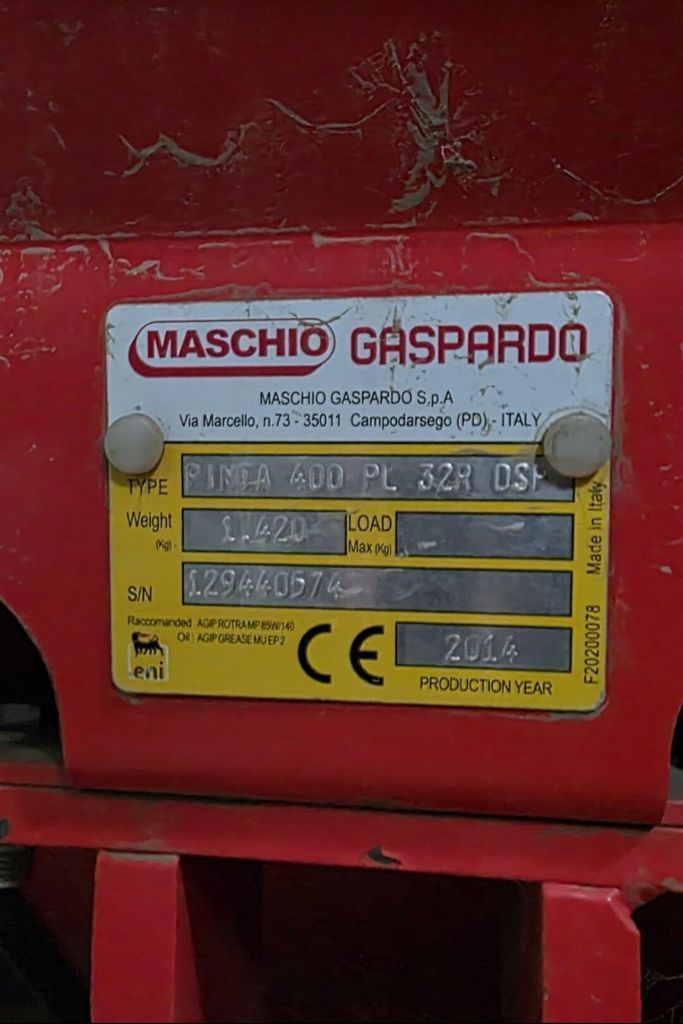 MASCHIO GASPARDO
MASCHIO GASPARDO S.p.A
Via Marcello, n.73 - 35011 Campodarsego (PD) - ITALY
TYPE 400 PL 32R
Weight (Kg) 1.420 LOAD Max (Kg)
S/N 129440574
Raccomanded Oil : AGIP ROTRA MP 85W/140
AGIP GREASE MU EP 2
eni
CE
2014
PRODUCTION YEAR
F20200078 Made in Italy